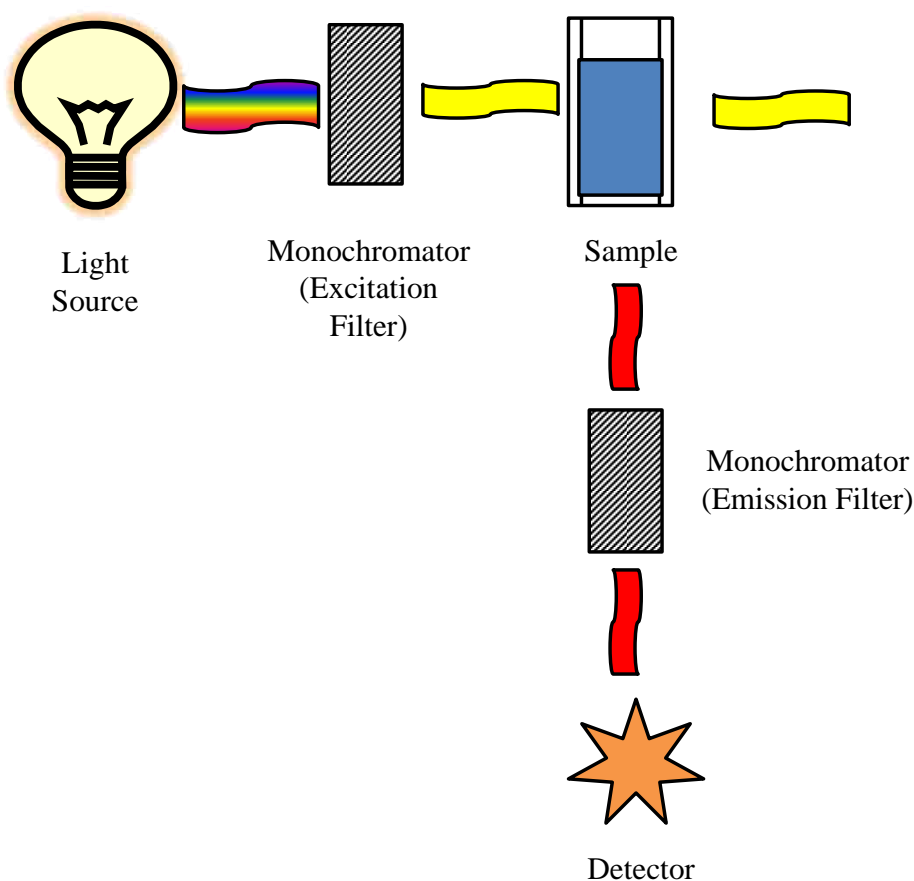 Light
Source
Monochromator
(Excitation
Filter)
Sample
Monochromator
(Emission Filter)
Detector